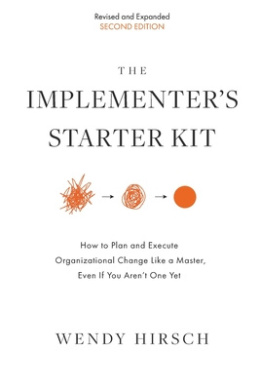 Revised and Expanded
SECOND EDITION
THE
IMPLEMENTER'S
STARTER KIT
How to Plan and Execute
Organizational Change Like a Master,
Even If You Aren't One Yet
WENDY HIRSCH